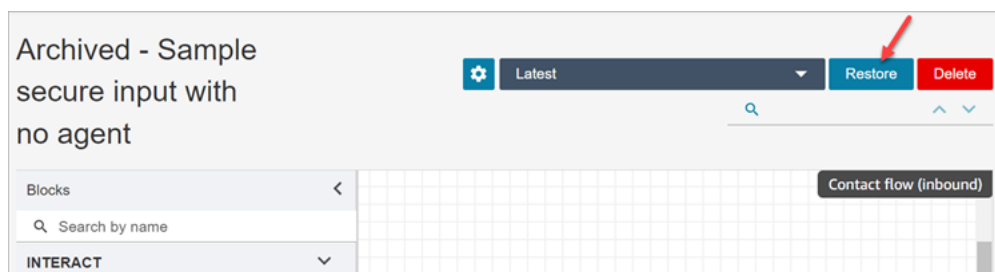 Archived - Sample
secure input with
no agent
Latest
Restore
Delete
Blocks
Contact flow (inbound)
Search by name
INTERACT